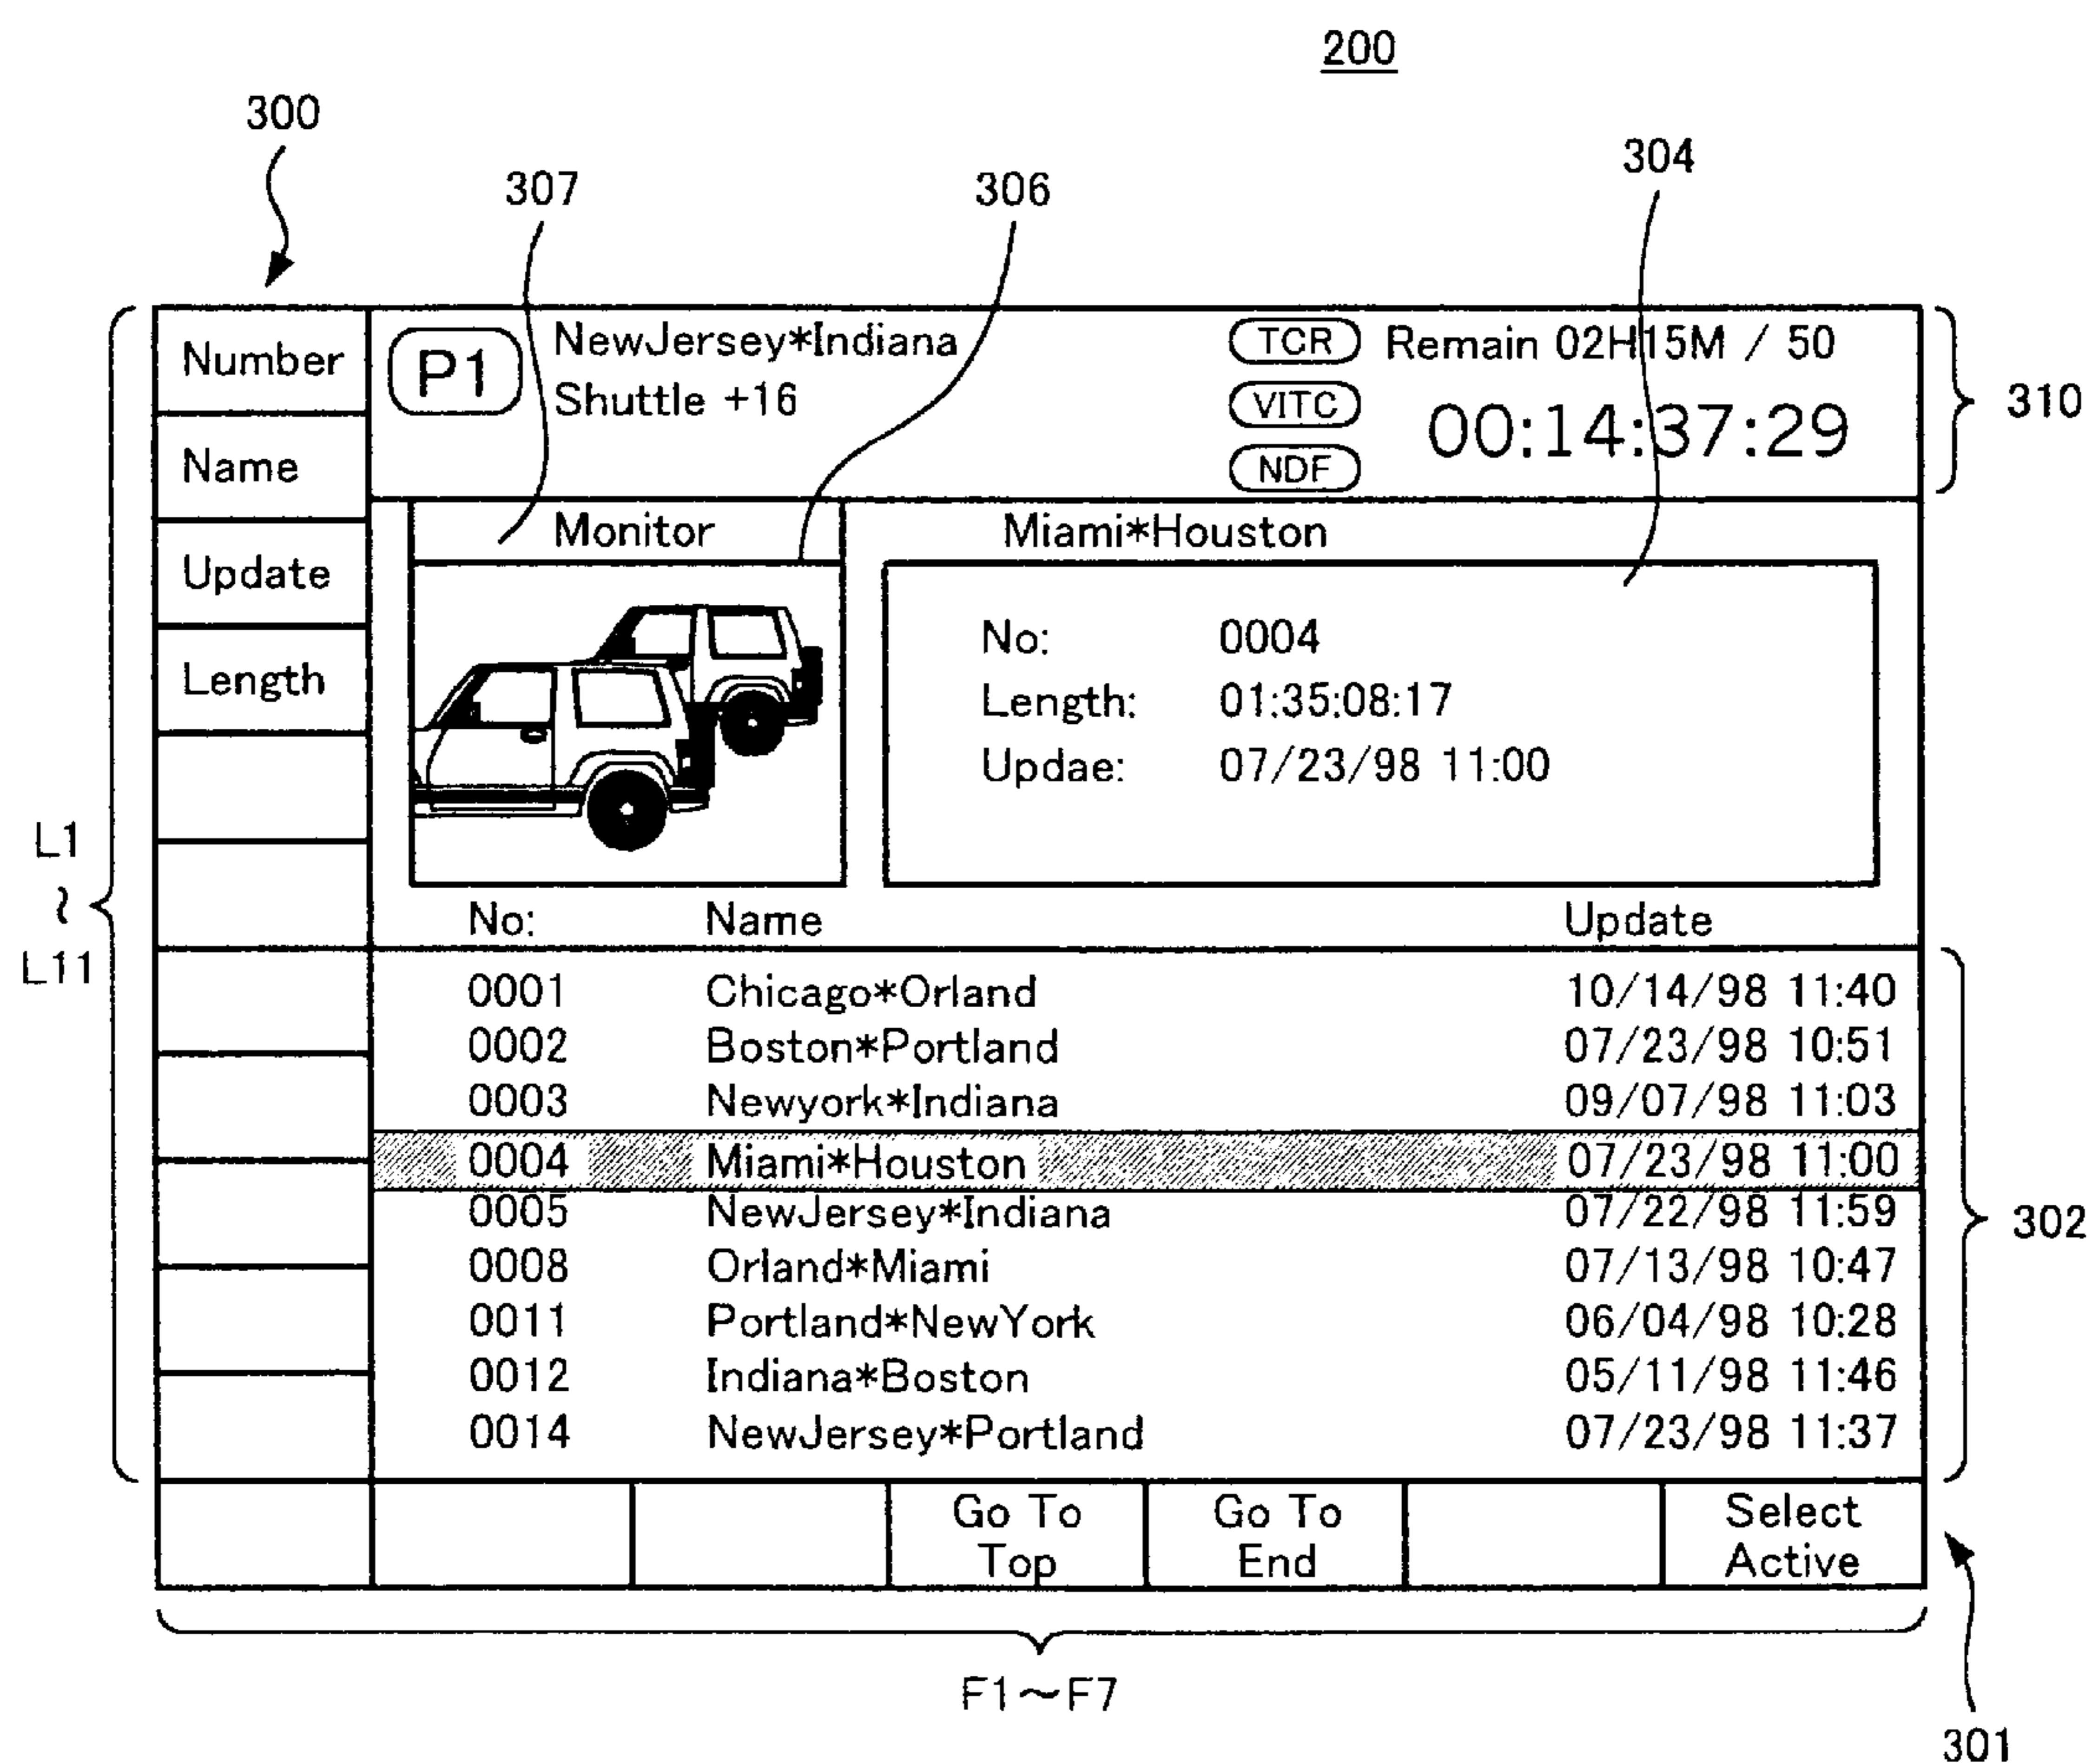 200
300
307
306
304
Number
Name
Update
Length
P1
NewJersey*Indiana
Shuttle +16
TCR
Remain 02H15M / 50
VITC
00:14:37:29
NDF
310
Monitor
Miami*Houston
No: 0004
Length: 01:35:08:17
Updae: 07/23/98 11:00
L1
~
L11
No: Name Update
0001 Chicago*Orland 10/14/98 11:40
0002 Boston*Portland 07/23/98 10:51
0003 Newyork*Indiana 09/07/98 11:03
0004 Miami*Houston 07/23/98 11:00
0005 NewJersey*Indiana 07/22/98 11:59
0008 Orland*Miami 07/13/98 10:47
0011 Portland*NewYork 06/04/98 10:28
0012 Indiana*Boston 05/11/98 11:46
0014 NewJersey*Portland 07/23/98 11:37
302
Go To
Top
Go To
End
Select
Active
F1~F7
301